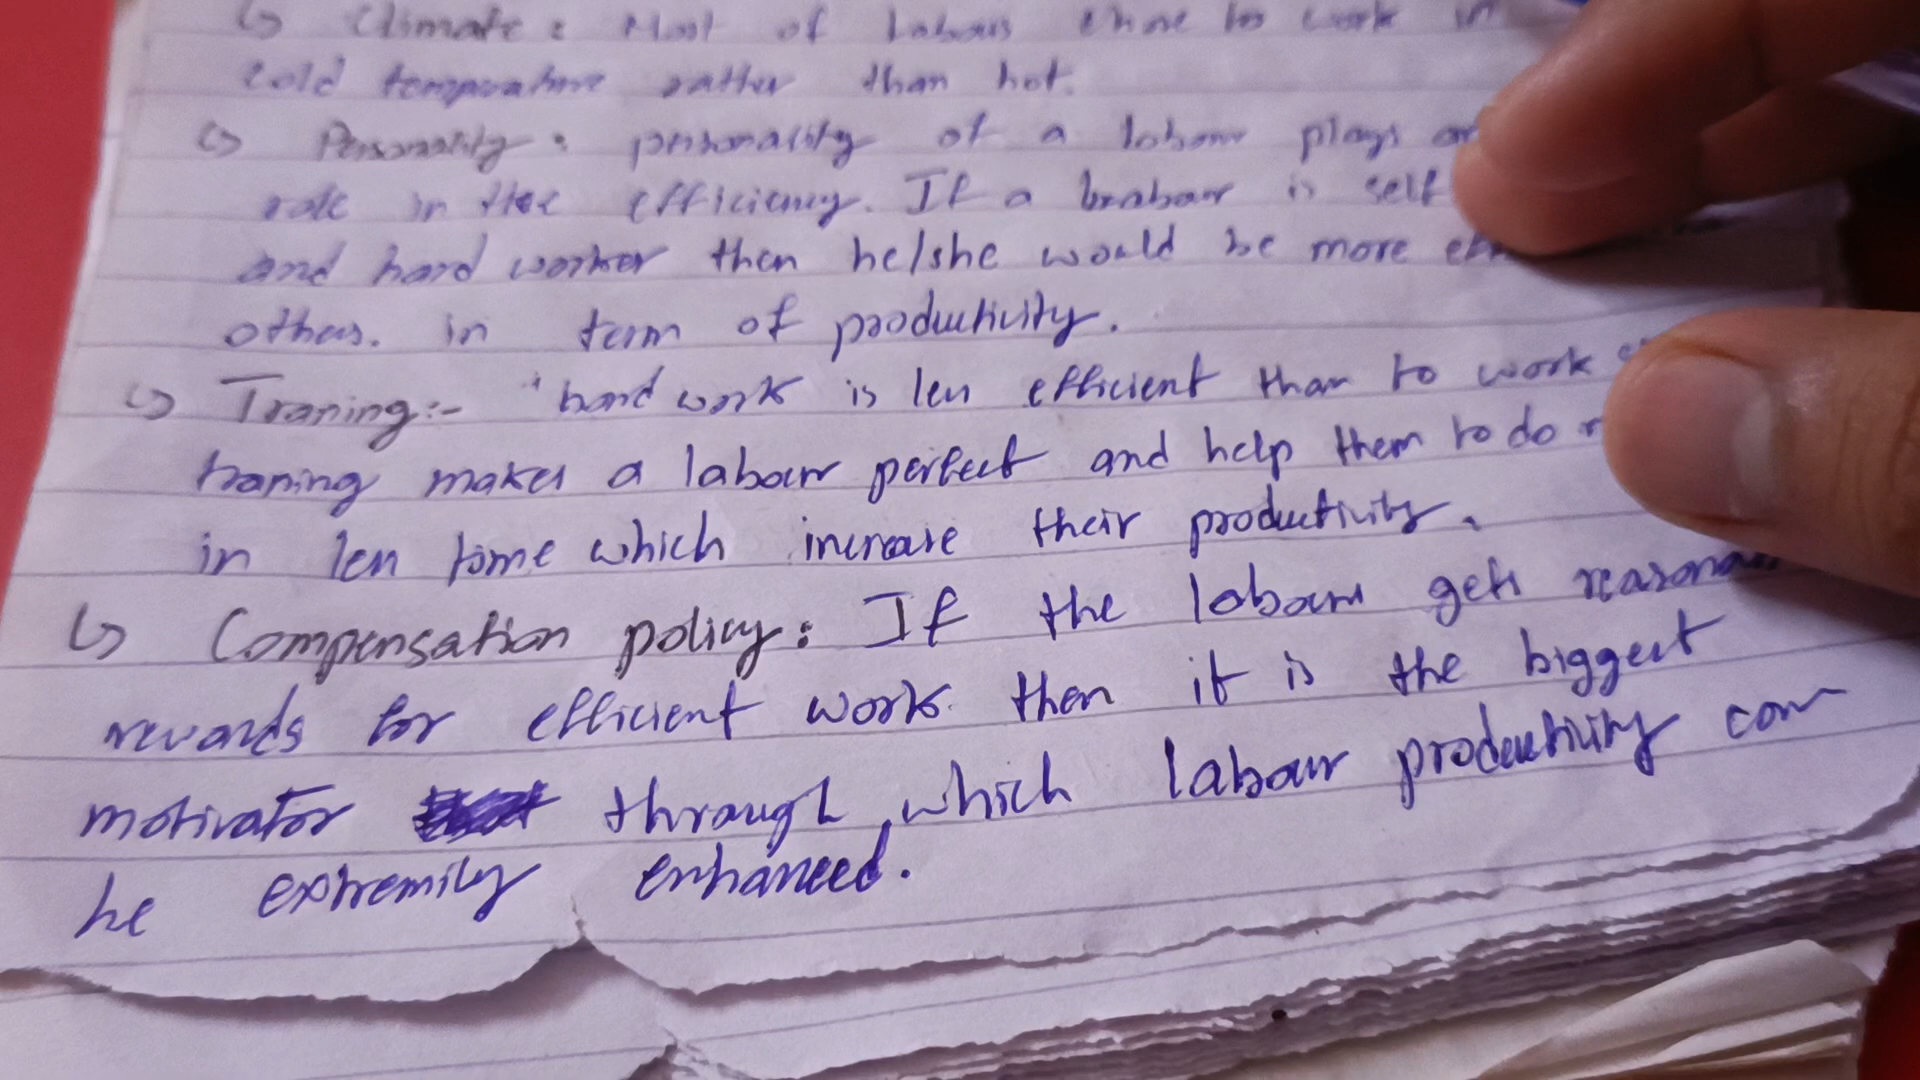 ↳ Climate : Most of labours chose to work in
cold temperature rather than hot.
↳ Personality : personality of a labour plays
role in the efficiency. If a is self
and hard worker then he/she would be more
others. in term of productivity.
↳ Traning:- hard work is less efficient than to work
traning makes a labour perfect and help them to do
in less time which increase their productivity.
↳ Compensation policy: If the labours gets
rewards for efficient work then it is the biggest
motivator through which labour productivity can
be extremily enhanced.